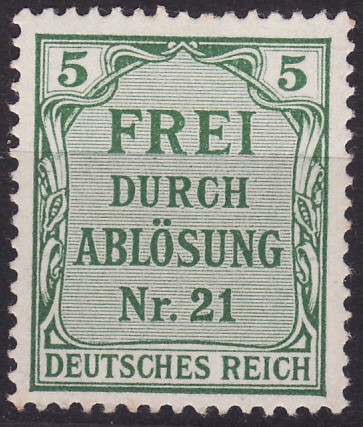 5 5
FREI
DURCH
ABLÖSUNG
Nr. 21
DEUTSCHES REICH